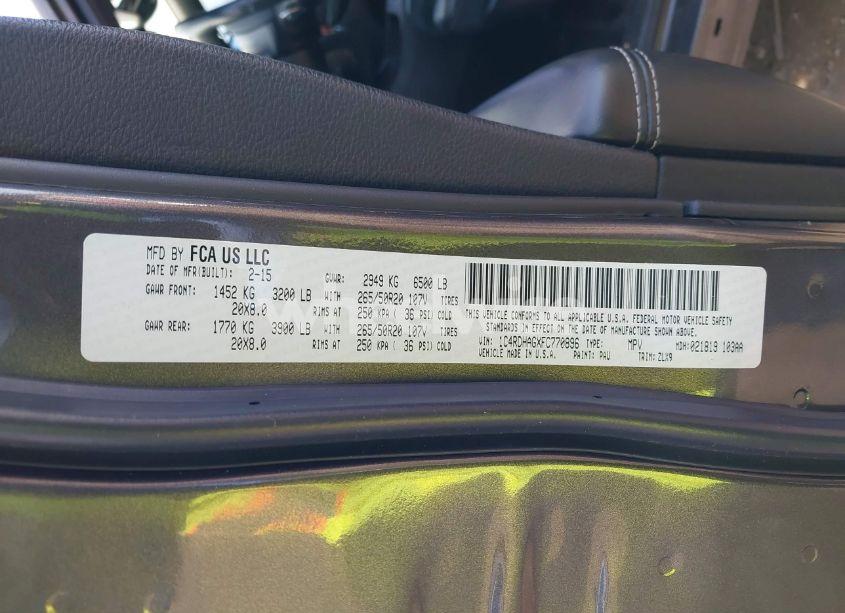 MFD BY FCA US LLC
DATE OF MFR(BUILT): 2-15 GVWR: 2949 KG 6500 LB
GAWR FRONT: 1452 KG 3200 LB WITH 265/50R20 107V TIRES
20X8.0 RIMS AT 250 KPA ( 36 PSI) COLD
GAWR REAR: 1770 KG 3900 LB WITH 265/50R20 107V TIRES
20X8.0 RIMS AT 250 KPA ( 36 PSI) COLD
THIS VEHICLE CONFORMS TO ALL APPLICABLE U.S.A. FEDERAL MOTOR VEHICLE SAFETY
STANDARDS IN EFFECT ON THE DATE OF MANUFACTURE SHOWN ABOVE.
VIN: 1C4RDHAGXFC770896 TYPE: MPV MDH: 021819 103AA
VEHICLE MADE IN U.S.A. PAINT: PAU TRIM: ZLX9